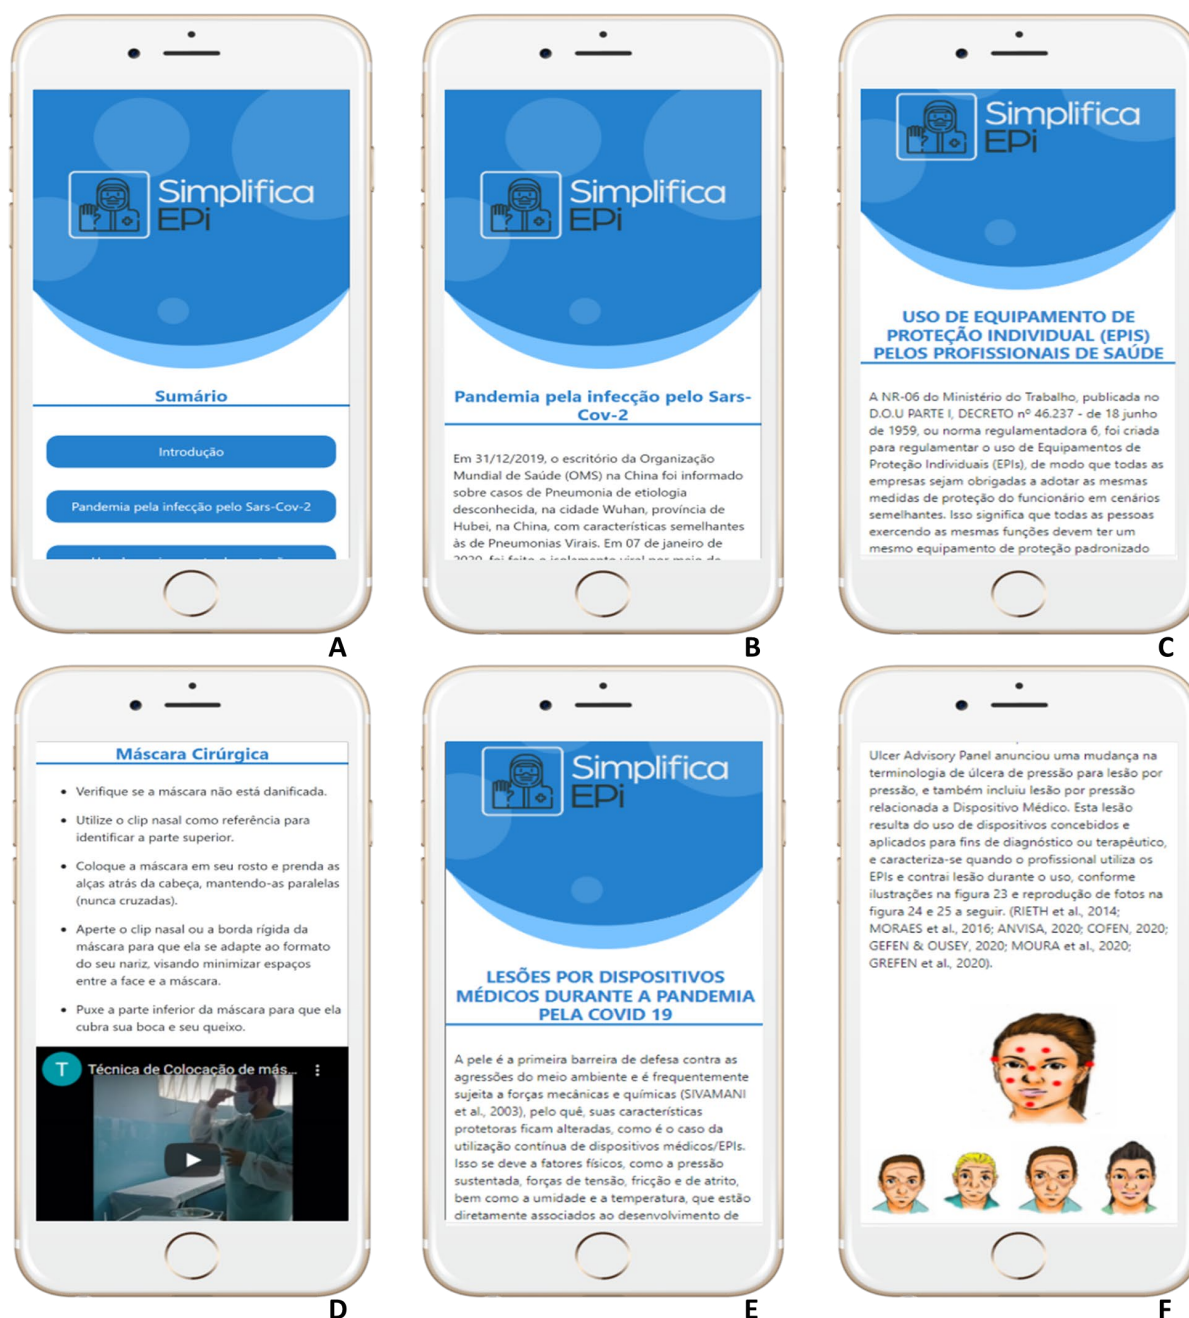 Simplifica
EPi
Sumário
Introdução
Pandemia pela infecção pelo Sars-Cov-2
A
Simplifica
EPi
Pandemia pela infecção pelo Sars-
Cov-2
Em 31/12/2019, o escritório da Organização
Mundial de Saúde (OMS) na China foi informado
sobre casos de Pneumonia de etiologia
desconhecida, na cidade Wuhan, província de
Hubei, na China, com características semelhantes
às de Pneumonias Virais. Em 07 de janeiro de
2020, foi feito o isolamento viral por meio de
B
Simplifica
EPi
USO DE EQUIPAMENTO DE
PROTEÇÃO INDIVIDUAL (EPIS)
PELOS PROFISSIONAIS DE SAÚDE
A NR-06 do Ministério do Trabalho, publicada no
D.O.U PARTE I, DECRETO nº 46.237 - de 18 junho
de 1959, ou norma regulamentadora 6, foi criada
para regulamentar o uso de Equipamentos de
Proteção Individuais (EPIs), de modo que todas as
empresas sejam obrigadas a adotar as mesmas
medidas de proteção do funcionário em cenários
semelhantes. Isso significa que todas as pessoas
exercendo as mesmas funções devem ter um
mesmo equipamento de proteção padronizado
C
Máscara Cirúrgica
• Verifique se a máscara não está danificada.
• Utilize o clip nasal como referência para
identificar a parte superior.
• Coloque a máscara em seu rosto e prenda as
alças atrás da cabeça, mantendo-as paralelas
(nunca cruzadas).
• Aperte o clip nasal ou a borda rígida da
máscara para que ela se adapte ao formato
do seu nariz, visando minimizar espaços
entre a face e a máscara.
• Puxe a parte inferior da máscara para que ela
cubra sua boca e seu queixo.
T Técnica de Colocação de más...
D
Simplifica
EPi
LESÕES POR DISPOSITIVOS
MÉDICOS DURANTE A PANDEMIA
PELA COVID 19
A pele é a primeira barreira de defesa contra as
agressões do meio ambiente e é frequentemente
sujeita a forças mecânicas e químicas (SIVAMANI
et al., 2003), pelo quê, suas características
protetoras ficam alteradas, como é o caso da
utilização contínua de dispositivos médicos/EPIs.
Isso se deve a fatores físicos, como a pressão
sustentada, forças de tensão, fricção e de atrito,
bem como a umidade e a temperatura, que estão
diretamente associados ao desenvolvimento de
E
Ulcer Advisory Panel anunciou uma mudança na
terminologia de úlcera de pressão para lesão por
pressão, e também incluiu lesão por pressão
relacionada a Dispositivo Médico. Esta lesão
resulta do uso de dispositivos concebidos e
aplicados para fins de diagnóstico ou terapêutico,
e caracteriza-se quando o profissional utiliza os
EPIs e contrai lesão durante o uso, conforme
ilustrações na figura 23 e reprodução de fotos na
figura 24 e 25 a seguir. (RIETH et al., 2014;
MORAES et al., 2016; ANVISA, 2020; COFEN, 2020;
GEFEN & OUSEY, 2020; MOURA et al., 2020;
GREFEN et al., 2020).
F